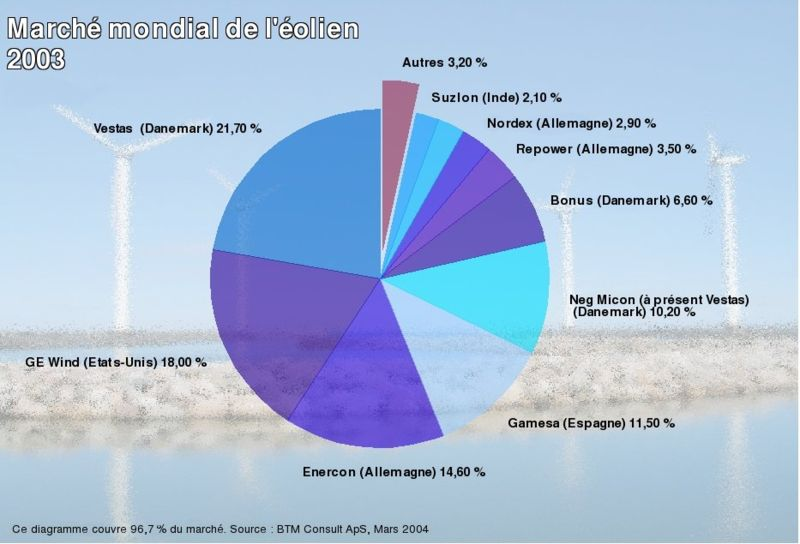 Marché mondial de l'éolien
2003
Autres 3,20 %
Suzlon (Inde) 2,10 %
Nordex (Allemagne) 2,90 %
Vestas (Danemark) 21,70 %
Repower (Allemagne) 3,50 %
Bonus (Danemark) 6,60 %
Neg Micon (à présent Vestas)
(Danemark) 10,20 %
GE Wind (Etats-Unis) 18,00 %
Gamesa (Espagne) 11,50 %
Enercon (Allemagne) 14,60 %
Ce diagramme couvre 96,7 % du marché. Source : BTM Consult ApS, Mars 2004